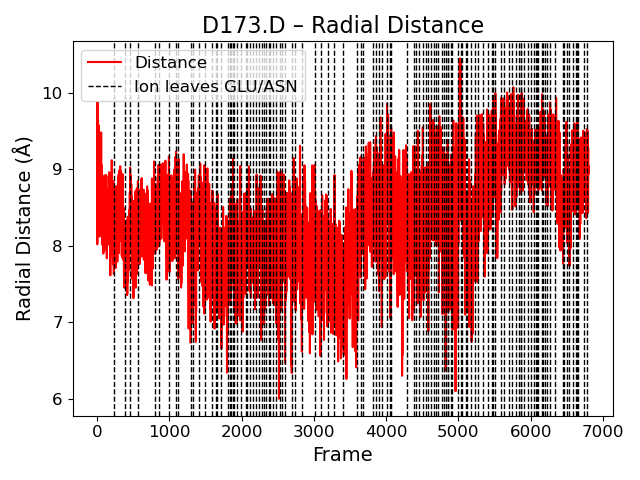 D173.D – Radial Distance
Distance
Ion leaves GLU/ASN
Radial Distance (Å)
10
9
8
7
6
0 1000 2000 3000 4000 5000 6000 7000
Frame